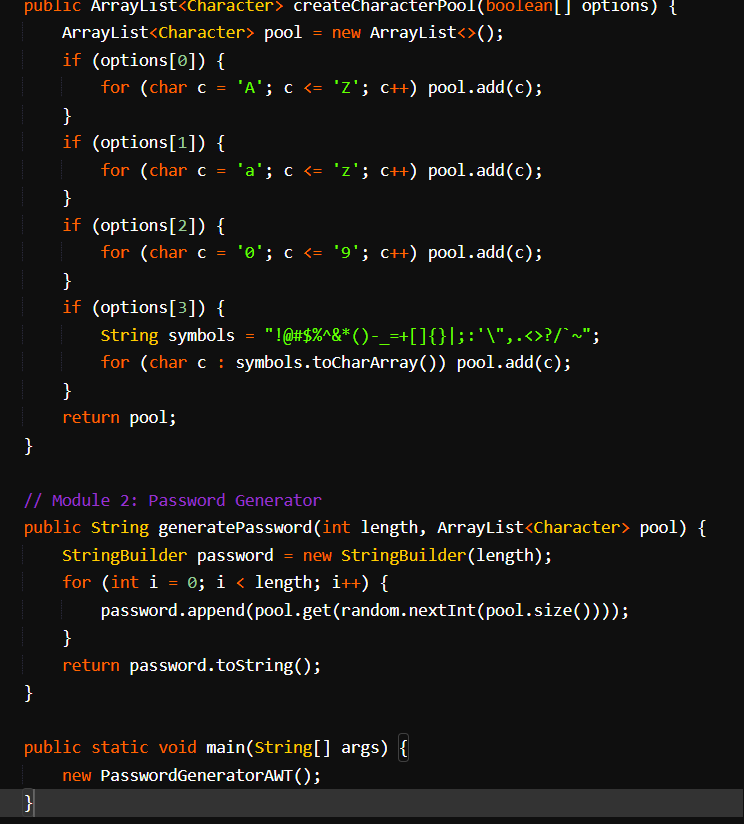 public ArrayList<Character> createCharacterPool(boolean[] options) {
ArrayList<Character> pool = new ArrayList<>();
if (options[0]) {
for (char c = 'A'; c <= 'Z'; c++) pool.add(c);
}
if (options[1]) {
for (char c = 'a'; c <= 'z'; c++) pool.add(c);
}
if (options[2]) {
for (char c = '0'; c <= '9'; c++) pool.add(c);
}
if (options[3]) {
String symbols = "!@#$%^&*()-_=+[]{}|;:'\",.<>?/`~";
for (char c : symbols.toCharArray()) pool.add(c);
}
return pool;
}
// Module 2: Password Generator
public String generatePassword(int length, ArrayList<Character> pool) {
StringBuilder password = new StringBuilder(length);
for (int i = 0; i < length; i++) {
password.append(pool.get(random.nextInt(pool.size())));
}
return password.toString();
}
public static void main(String[] args) {
new PasswordGeneratorAWT();
}